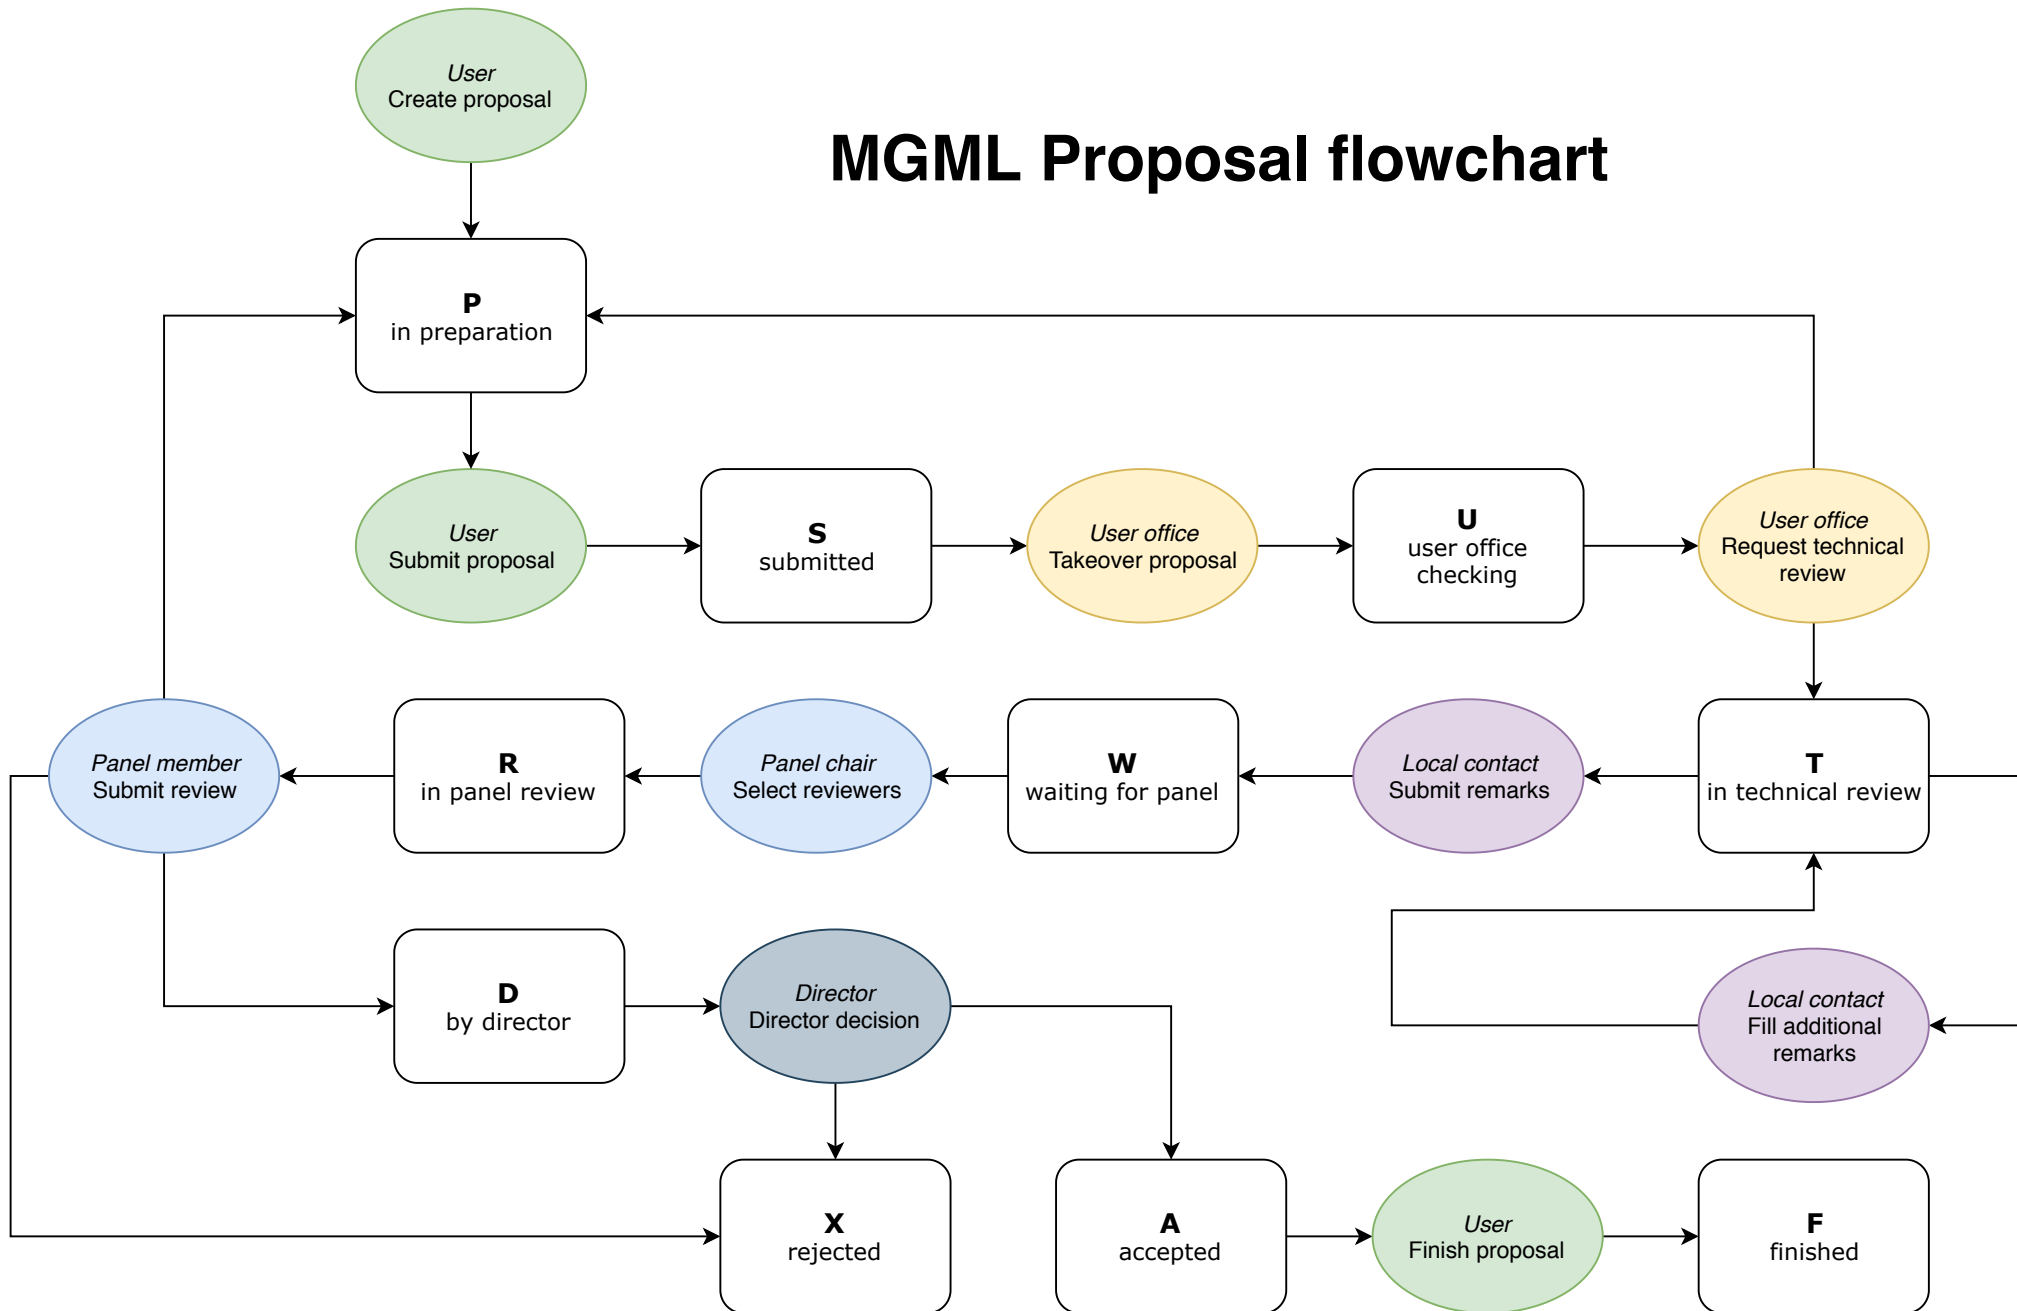 User
Create proposal
MGML Proposal flowchart
P
in preparation
User
Submit proposal
S
submitted
User office
Takeover proposal
U
user office
checking
User office
Request technical
review
Panel member
Submit review
R
in panel review
Panel chair
Select reviewers
W
waiting for panel
Local contact
Submit remarks
T
in technical review
D
by director
Director
Director decision
Local contact
Fill additional
remarks
X
rejected
A
accepted
User
Finish proposal
F
finished